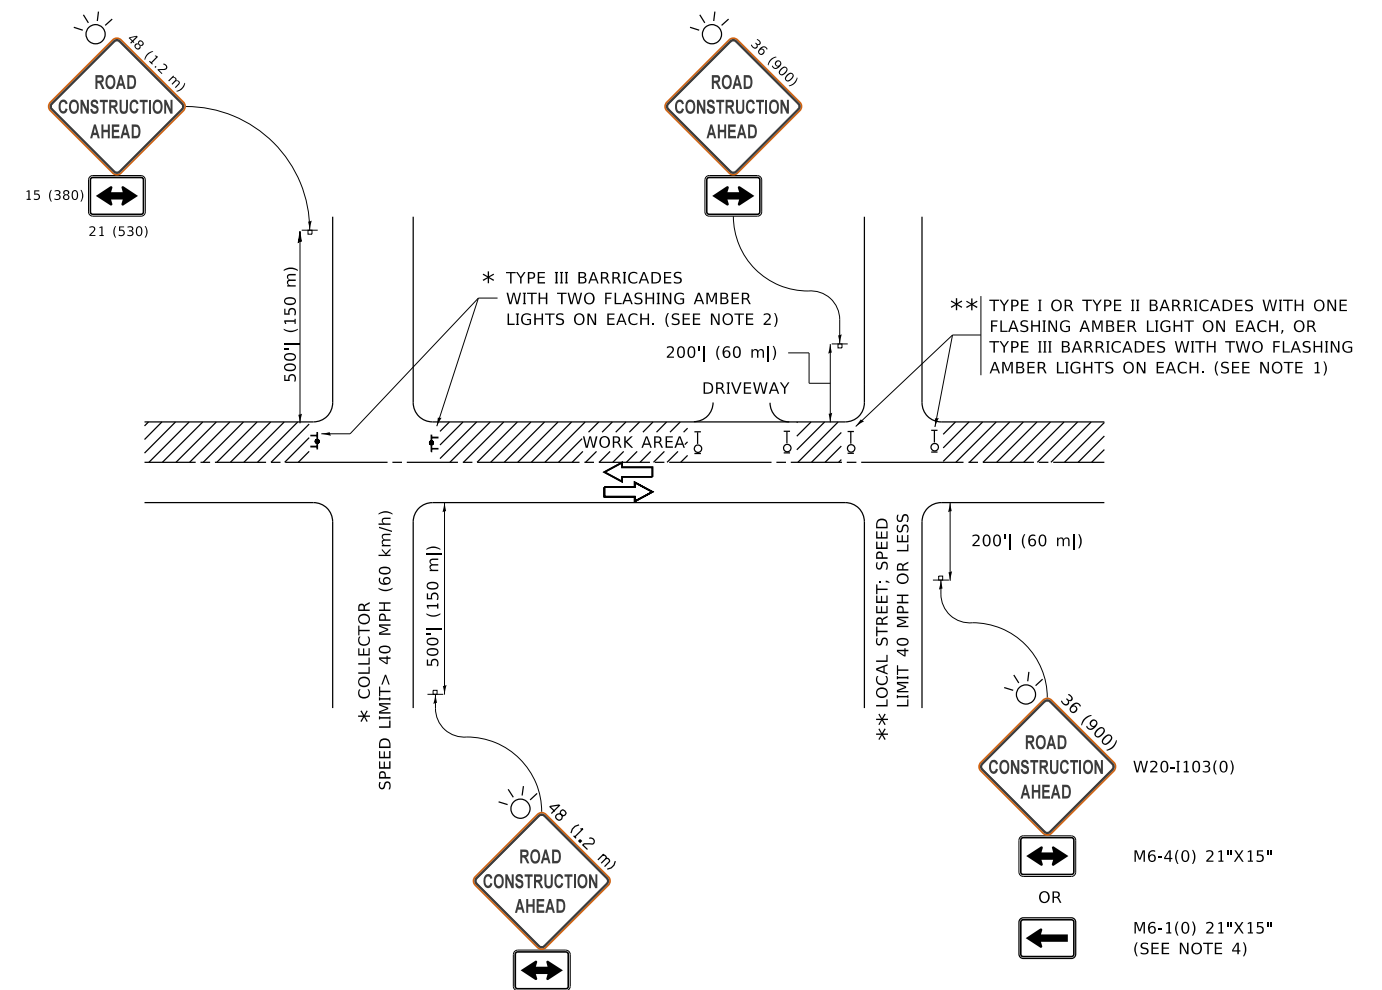 48 (1.2 m)
ROAD
CONSTRUCTION
AHEAD
15 (380)
21 (530)
36 (900)
ROAD
CONSTRUCTION
AHEAD
500'| (150 m)
* TYPE III BARRICADES
WITH TWO FLASHING AMBER
LIGHTS ON EACH. (SEE NOTE 2)
200'| (60 m|)
DRIVEWAY
** TYPE I OR TYPE II BARRICADES WITH ONE
FLASHING AMBER LIGHT ON EACH, OR
TYPE III BARRICADES WITH TWO FLASHING
AMBER LIGHTS ON EACH. (SEE NOTE 1)
WORK AREA
* COLLECTOR
SPEED LIMIT> 40 MPH (60 km/h)
500'| (150 m|)
** LOCAL STREET; SPEED
LIMIT 40 MPH OR LESS
200'| (60 m|)
48 (1.2 m)
ROAD
CONSTRUCTION
AHEAD
36 (900)
ROAD
CONSTRUCTION
AHEAD
W20-I103(0)
M6-4(0) 21"X15"
OR
M6-1(0) 21"X15"
(SEE NOTE 4)